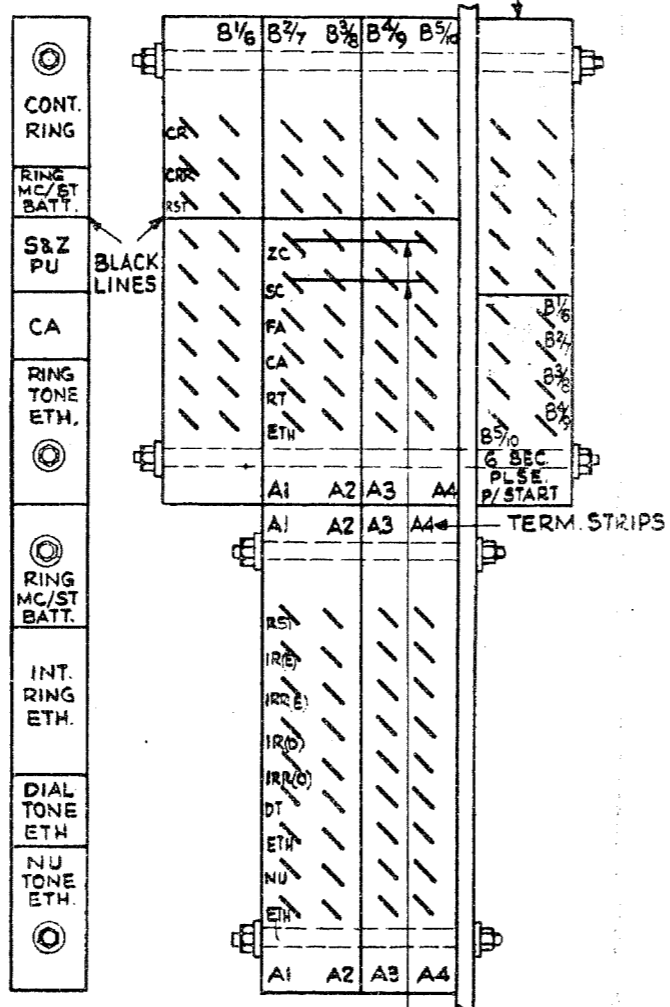 CONT.
RING
RING
MC/ST
BATT.
S&Z
PU
CA
RING
TONE
ETH.
RING
MC/ST
BATT.
INT.
RING
ETH.
DIAL
TONE
ETH
NU
TONE
ETH.
BLACK
LINES
B1/6 B2/7 B3/8 B4/9 B5/10
CR
CRR
RST
ZC
SC
FA
CA
RT
ETH
B1/6
B2/7
B3/8
B4/9
B5/10
6 SEC.
PLSE.
P/START
A1 A2 A3 A4
A1 A2 A3 A4
TERM. STRIPS
RST
IR(E)
IRR(E)
IR(O)
IRR(O)
DT
ETH
NU
ETH
A1 A2 A3 A4